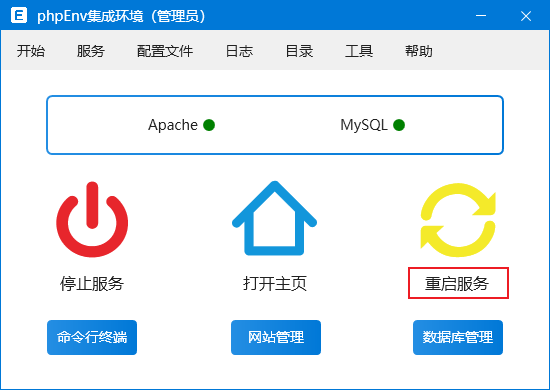 E phpEnv集成环境（管理员）
开始 服务 配置文件 日志 目录 工具 帮助
Apache MySQL
停止服务 打开主页 重启服务
命令行终端 网站管理 数据库管理